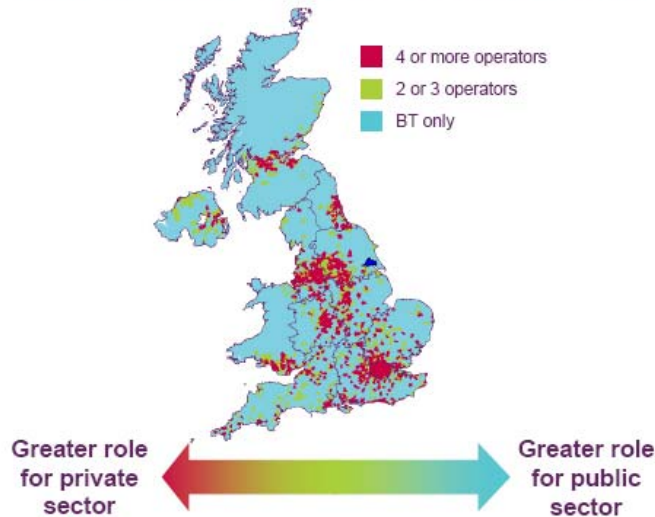 4 or more operators
2 or 3 operators
BT only
Greater role
for private
sector
Greater role
for public
sector